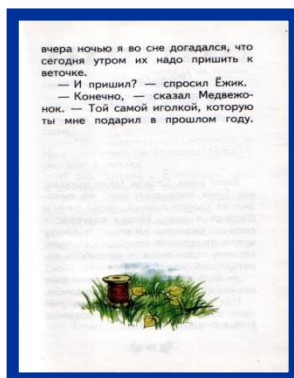 вчера ночью я во сне догадался, что
сегодня утром их надо пришить к
веточке.
— И пришил? — спросил Ёжик.
— Конечно, — сказал Медвежо-
нок. — Той самой иголкой, которую
ты мне подарил в прошлом году.